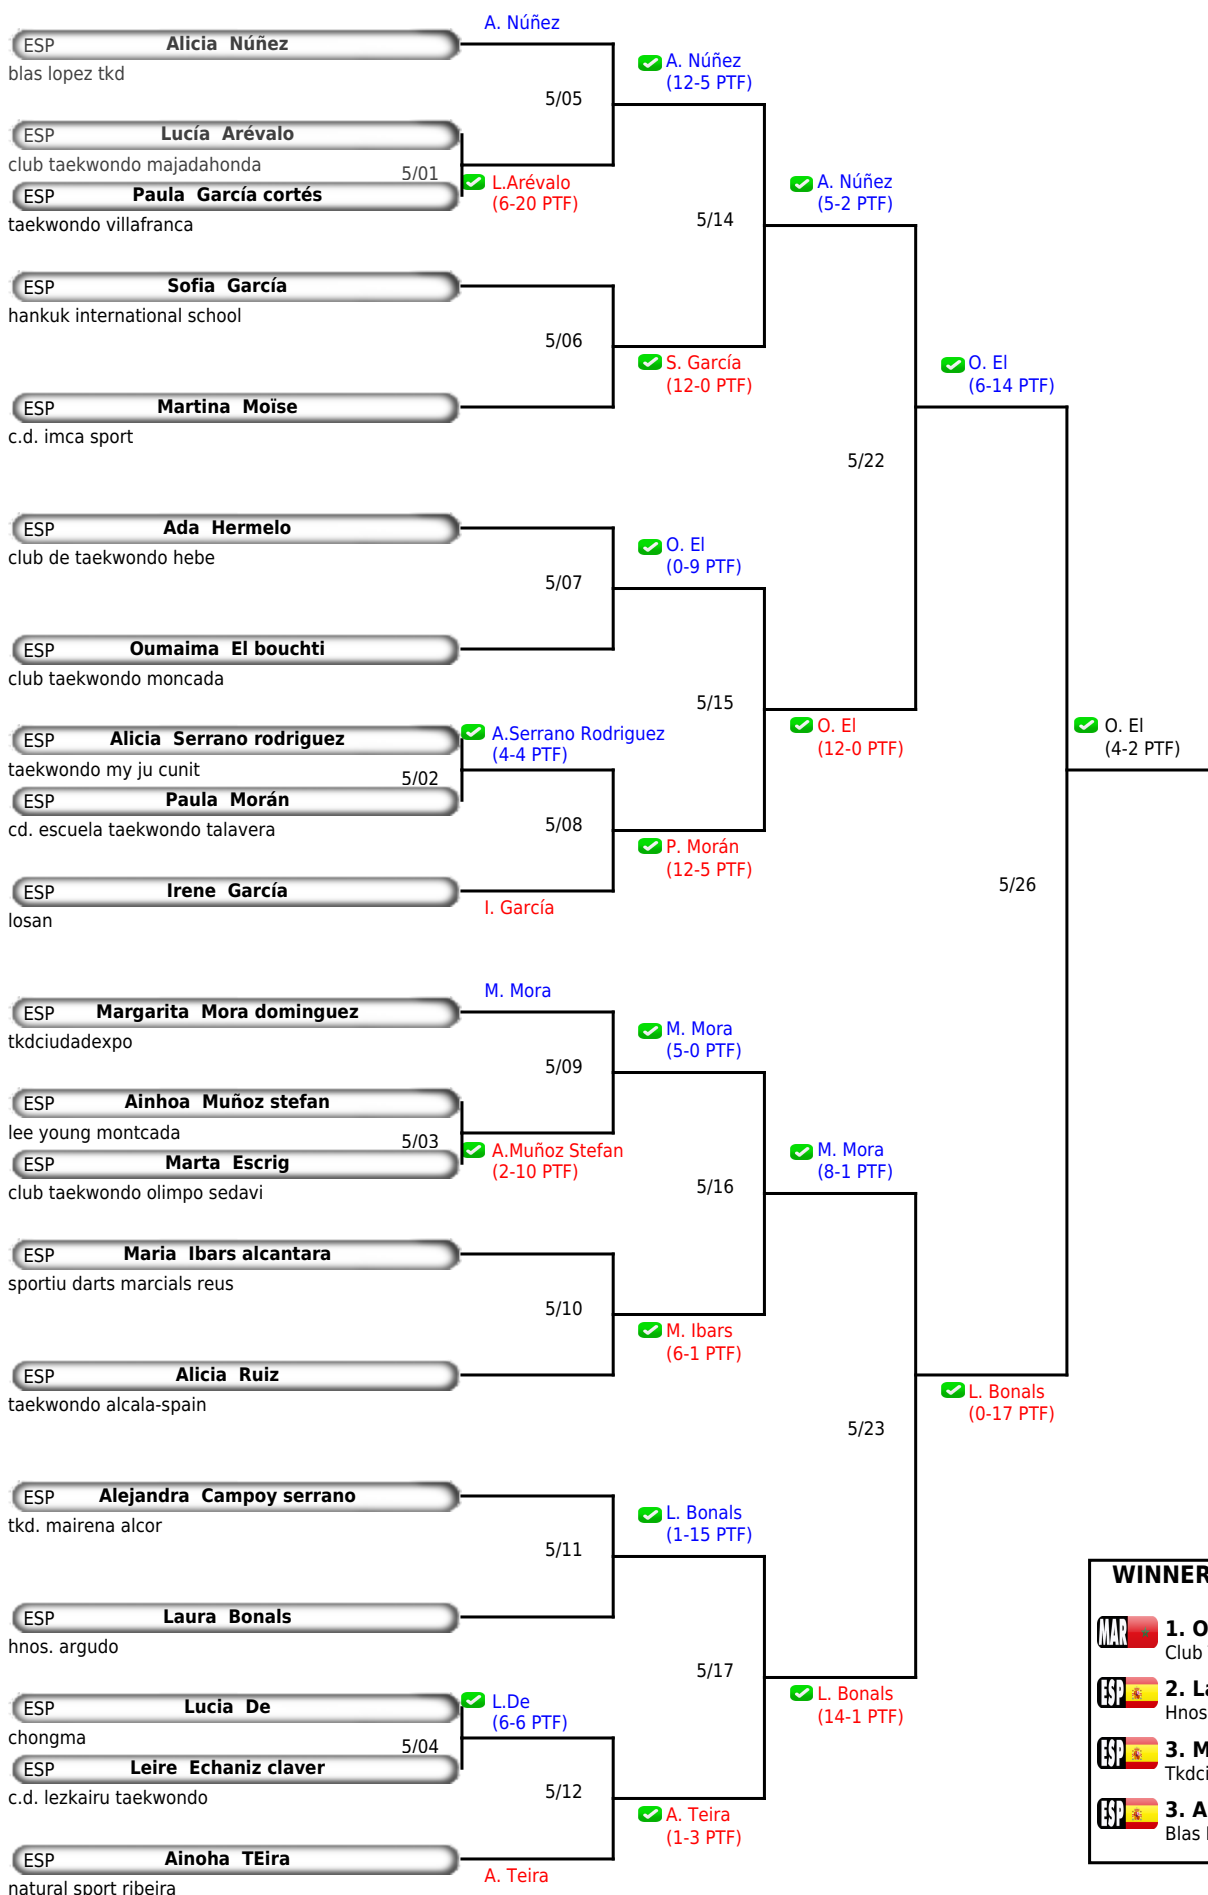 A. Núñez
ESP Alicia Núñez
blas lopez tkd
A. Núñez
(12-5 PTF)
5/05
ESP Lucía Arévalo
club taekwondo majadahonda
5/01
ESP Paula García cortés
taekwondo villafranca
L.Arévalo
(6-20 PTF)
A. Núñez
(5-2 PTF)
5/14
ESP Sofia García
hankuk international school
5/06
S. García
(12-0 PTF)
O. El
(6-14 PTF)
ESP Martina Moïse
c.d. imca sport
5/22
ESP Ada Hermelo
club de taekwondo hebe
O. El
(0-9 PTF)
5/07
ESP Oumaima El bouchti
club taekwondo moncada
5/15
ESP Alicia Serrano rodriguez
taekwondo my ju cunit
A.Serrano Rodriguez
(4-4 PTF)
O. El
(12-0 PTF)
O. El
(4-2 PTF)
5/02
ESP Paula Morán
cd. escuela taekwondo talavera
5/08
P. Morán
(12-5 PTF)
ESP Irene García
losan
I. García
5/26
M. Mora
ESP Margarita Mora dominguez
tkdciudadexpo
M. Mora
(5-0 PTF)
5/09
ESP Ainhoa Muñoz stefan
lee young montcada
5/03
ESP Marta Escrig
club taekwondo olimpo sedavi
A.Muñoz Stefan
(2-10 PTF)
M. Mora
(8-1 PTF)
5/16
ESP Maria Ibars alcantara
sportiu darts marcials reus
5/10
M. Ibars
(6-1 PTF)
ESP Alicia Ruiz
taekwondo alcala-spain
L. Bonals
(0-17 PTF)
5/23
ESP Alejandra Campoy serrano
tkd. mairena alcor
L. Bonals
(1-15 PTF)
5/11
ESP Laura Bonals
hnos. argudo
5/17
ESP Lucia De
chongma
L.De
(6-6 PTF)
L. Bonals
(14-1 PTF)
5/04
ESP Leire Echaniz claver
c.d. lezkairu taekwondo
5/12
A. Teira
(1-3 PTF)
ESP Ainoha TEira
natural sport ribeira
A. Teira
WINNER
MAR 1. O
Club
ESP 2. La
Hnos
ESP 3. M
Tkdci
ESP 3. A
Blas